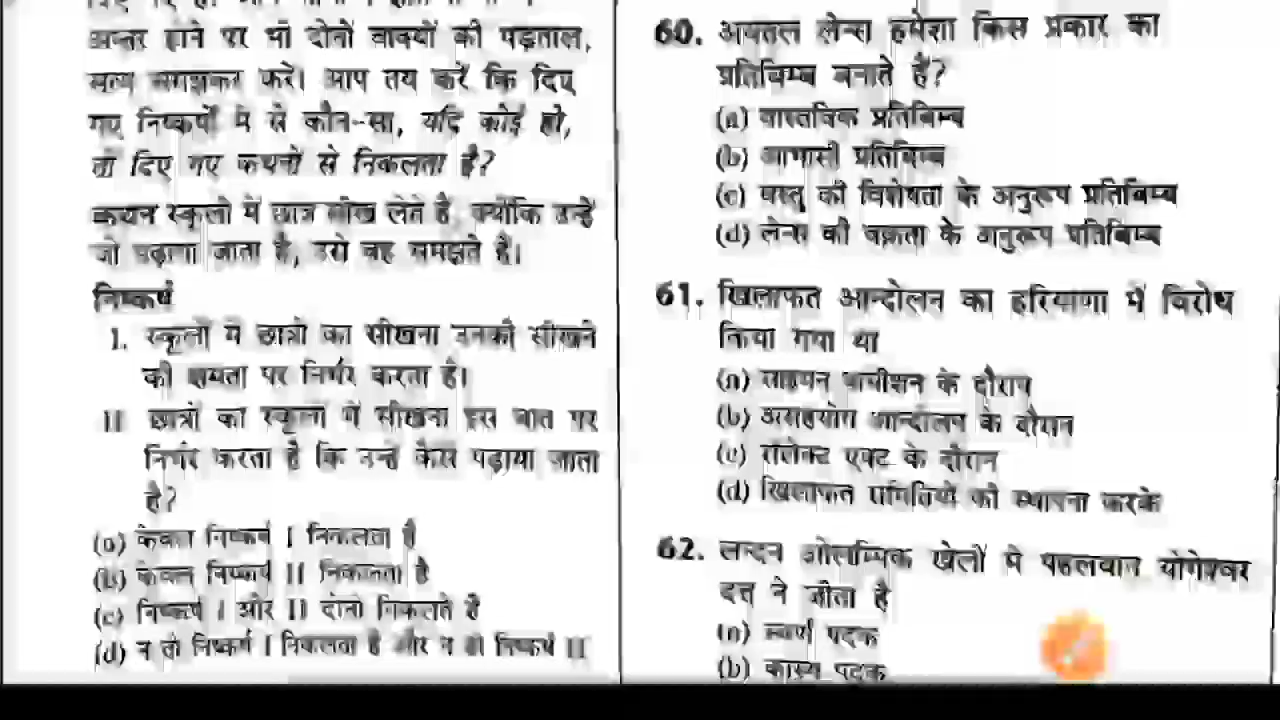 अन्तर होने पर भी दोनों वाक्यों की पड़ताल,
सत्य समझकर करें। आप तय करें कि दिए
गए निष्कर्षों में से कौन-सा, यदि कोई हो,
तो दिए गए कथनों से निकलता है?
कथन स्कूलों में छात्र सीख लेते हैं, क्योंकि उन्हें
जो पढ़ाया जाता है, उसे वह समझते हैं।
निष्कर्ष
I. स्कूलों में छात्रों का सीखना उनकी सीखने
की क्षमता पर निर्भर करता है।
II छात्रों का स्कूलों में सीखना इस बात पर
निर्भर करता है कि उन्हें कैसे पढ़ाया जाता
है?
(a) केवल निष्कर्ष I निकलता है
(b) केवल निष्कर्ष II निकलता है
(c) निष्कर्ष I और II दोनों निकलते हैं
(d) न तो निष्कर्ष I निकलता है और न ही निष्कर्ष II
60. अवतल लेन्स हमेशा किस प्रकार का
प्रतिबिम्ब बनाते हैं?
(a) वास्तविक प्रतिबिम्ब
(b) आभासी प्रतिबिम्ब
(c) वस्तु की विशेषता के अनुरूप प्रतिबिम्ब
(d) लेन्स की वक्रता के अनुरूप प्रतिबिम्ब
61. खिलाफत आन्दोलन का हरियाणा में विरोध
किया गया था
(a) साइमन कमीशन के दौरान
(b) असहयोग आन्दोलन के दौरान
(c) रॉलेक्ट एक्ट के दौरान
(d) खिलाफत समितियों की स्थापना करके
62. लन्दन ओलम्पिक खेलों में पहलवान योगेश्वर
दत्त ने जीता है
(a) स्वर्ण पदक
(b) कांस्य पदक